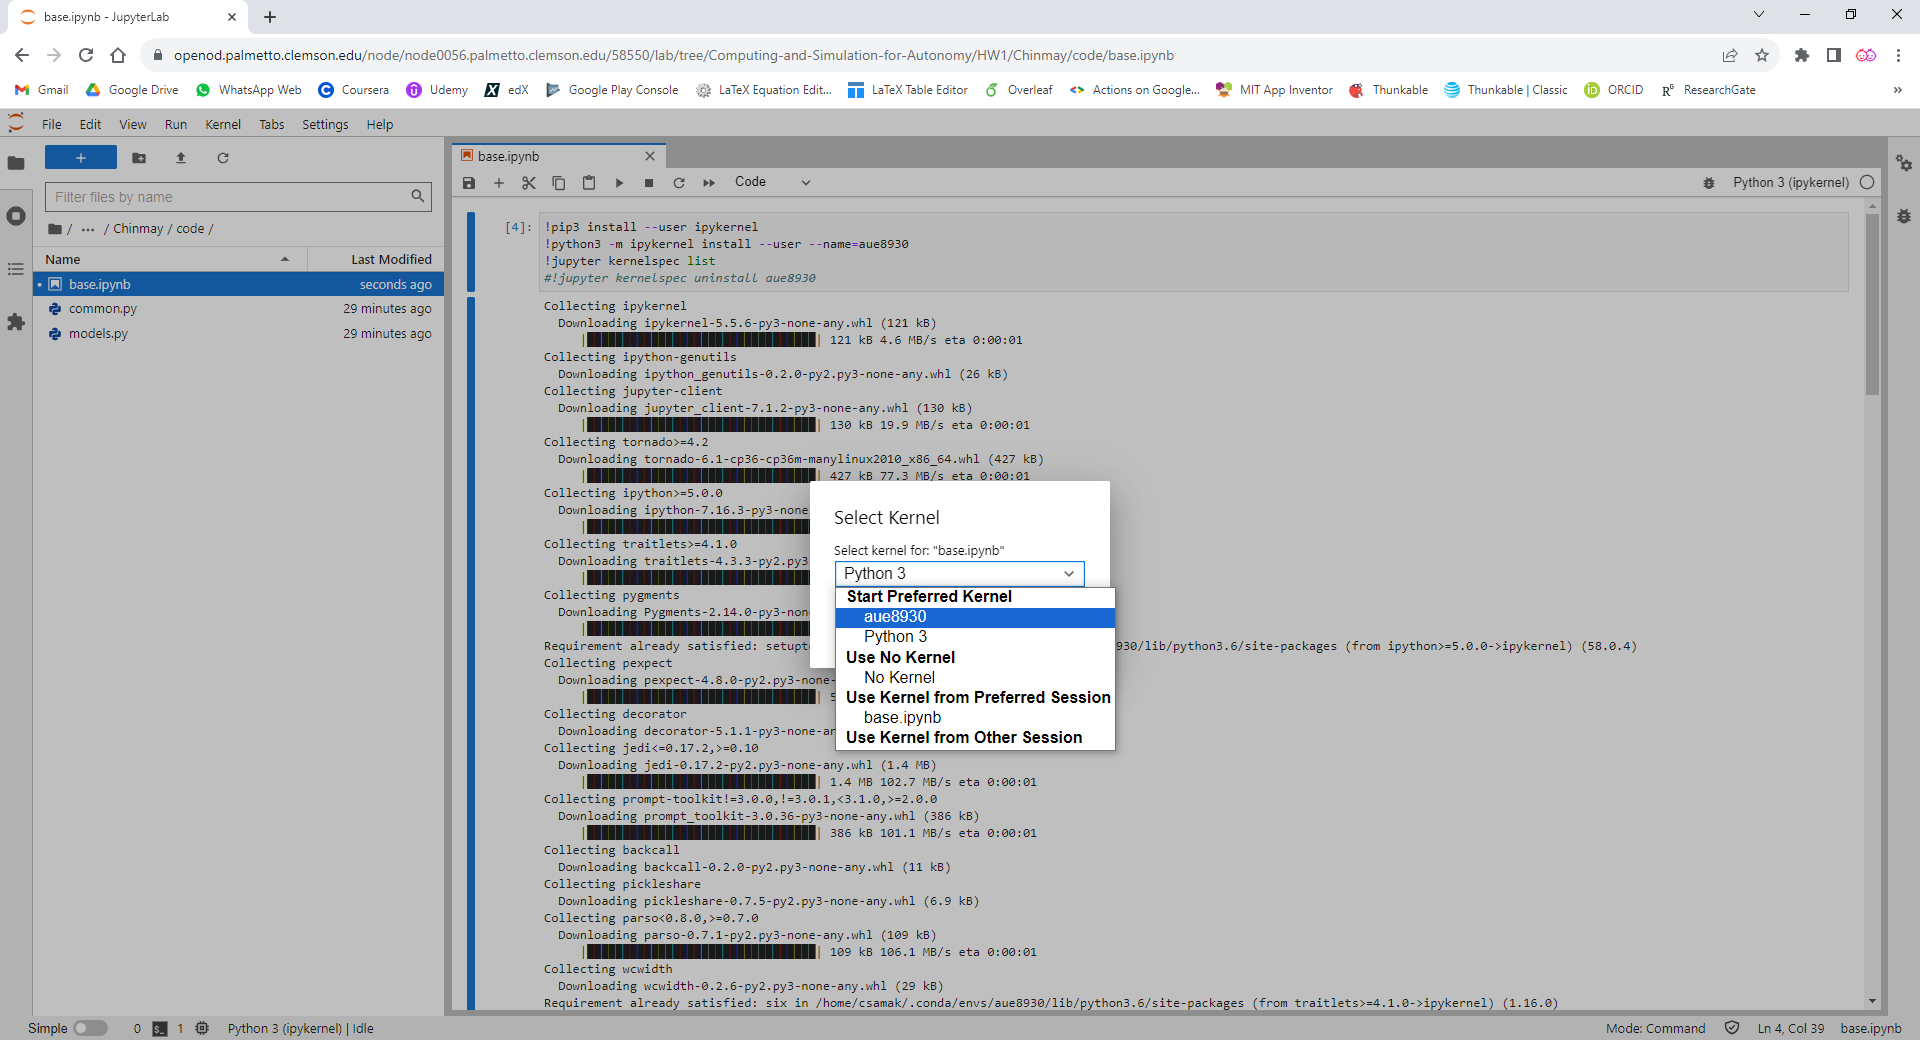 base.ipynb - JupyterLab
openod.palmetto.clemson.edu/node/node0056.palmetto.clemson.edu/58550/lab/tree/Computing-and-Simulation-for-Autonomy/HW1/Chinmay/code/base.ipynb
Gmail Google Drive WhatsApp Web Coursera Udemy edX Google Play Console LaTeX Equation Edit... LaTeX Table Editor Overleaf Actions on Google... MIT App Inventor Thunkable Thunkable | Classic ORCID ResearchGate »
File Edit View Run Kernel Tabs Settings Help
+
Filter files by name
/ ··· / Chinmay / code /
Name Last Modified
base.ipynb seconds ago
common.py 29 minutes ago
models.py 29 minutes ago
base.ipynb
Code Python 3 (ipykernel)
[4]: !pip3 install --user ipykernel
!python3 -m ipykernel install --user --name=aue8930
!jupyter kernelspec list
#!jupyter kernelspec uninstall aue8930
Collecting ipykernel
Downloading ipykernel-5.5.6-py3-none-any.whl (121 kB)
| | 121 kB 4.6 MB/s eta 0:00:01
Collecting ipython-genutils
Downloading ipython_genutils-0.2.0-py2.py3-none-any.whl (26 kB)
Collecting jupyter-client
Downloading jupyter_client-7.1.2-py3-none-any.whl (130 kB)
| | 130 kB 19.9 MB/s eta 0:00:01
Collecting tornado>=4.2
Downloading tornado-6.1-cp36-cp36m-manylinux2010_x86_64.whl (427 kB)
| | 427 kB 77.3 MB/s eta 0:00:01
Collecting ipython>=5.0.0
Downloading ipython-7.16.3-py3-none
Collecting traitlets>=4.1.0
Downloading traitlets-4.3.3-py2.py3
Collecting pygments
Downloading Pygments-2.14.0-py3-non
Requirement already satisfied: setupt 930/lib/python3.6/site-packages (from ipython>=5.0.0->ipykernel) (58.0.4)
Collecting pexpect
Downloading pexpect-4.8.0-py2.py3-none-
Collecting decorator
Downloading decorator-5.1.1-py3-none-an
Collecting jedi<=0.17.2,>=0.10
Downloading jedi-0.17.2-py2.py3-none-any.whl (1.4 MB)
| | 1.4 MB 102.7 MB/s eta 0:00:01
Collecting prompt-toolkit!=3.0.0,!=3.0.1,<3.1.0,>=2.0.0
Downloading prompt_toolkit-3.0.36-py3-none-any.whl (386 kB)
| | 386 kB 101.1 MB/s eta 0:00:01
Collecting backcall
Downloading backcall-0.2.0-py2.py3-none-any.whl (11 kB)
Collecting pickleshare
Downloading pickleshare-0.7.5-py2.py3-none-any.whl (6.9 kB)
Collecting parso<0.8.0,>=0.7.0
Downloading parso-0.7.1-py2.py3-none-any.whl (109 kB)
| | 109 kB 106.1 MB/s eta 0:00:01
Collecting wcwidth
Downloading wcwidth-0.2.6-py2.py3-none-any.whl (29 kB)
Requirement already satisfied: six in /home/csamak/.conda/envs/aue8930/lib/python3.6/site-packages (from traitlets>=4.1.0->ipykernel) (1.16.0)
Select Kernel
Select kernel for: "base.ipynb"
Python 3
Start Preferred Kernel
aue8930
Python 3
Use No Kernel
No Kernel
Use Kernel from Preferred Session
base.ipynb
Use Kernel from Other Session
Simple 0 1 Python 3 (ipykernel) | Idle Mode: Command Ln 4, Col 39 base.ipynb